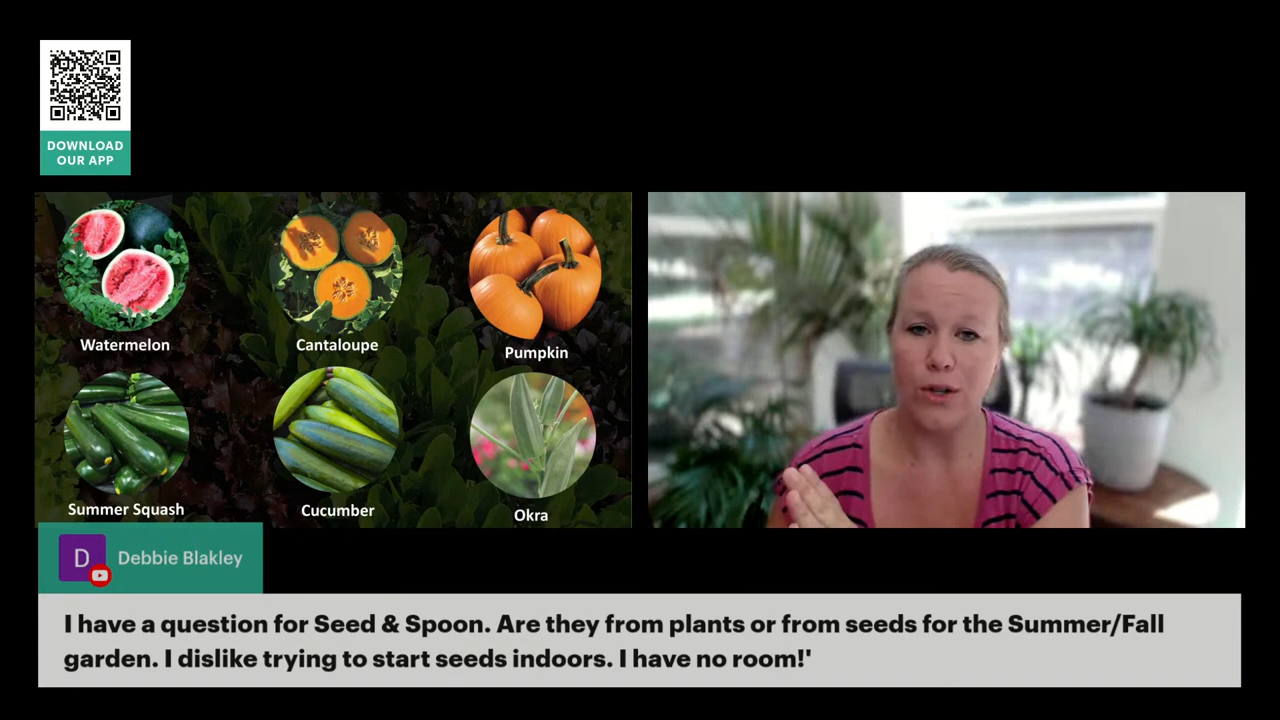 DOWNLOAD
OUR APP
Watermelon
Cantaloupe
Pumpkin
Summer Squash
Cucumber
Okra
D
Debbie Blakley
I have a question for Seed & Spoon. Are they from plants or from seeds for the Summer/Fall
garden. I dislike trying to start seeds indoors. I have no room!'